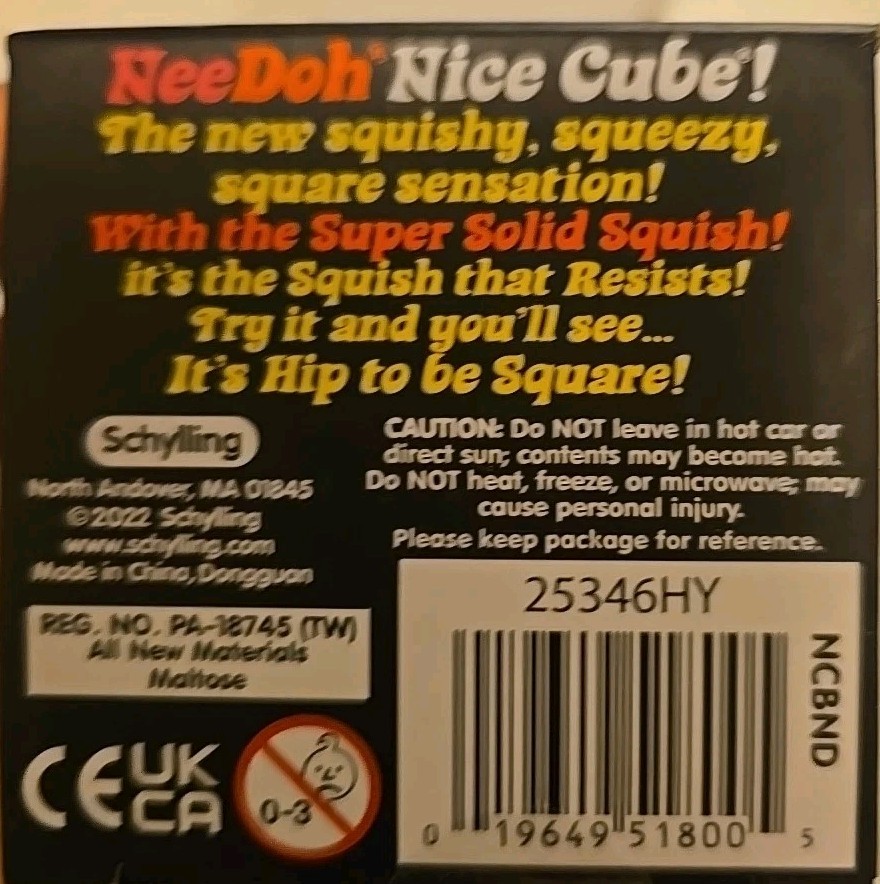 NeeDoh® Nice Cube®!
The new squishy, squeezy,
square sensation!
With the Super Solid Squish!
it's the Squish that Resists!
Try it and you'll see...
It's Hip to be Square!
Schylling
North Andover, MA 01845
©2022 Schylling
www.schylling.com
Made in China, Dongguan
REG. NO. PA-18745 (TW)
All New Materials
Maltose
CE UK
CA
0-3
CAUTION: Do NOT leave in hot car or
direct sun; contents may become hot.
Do NOT heat, freeze, or microwave; may
cause personal injury.
Please keep package for reference.
25346HY
NCBND
0 19649 51800 5